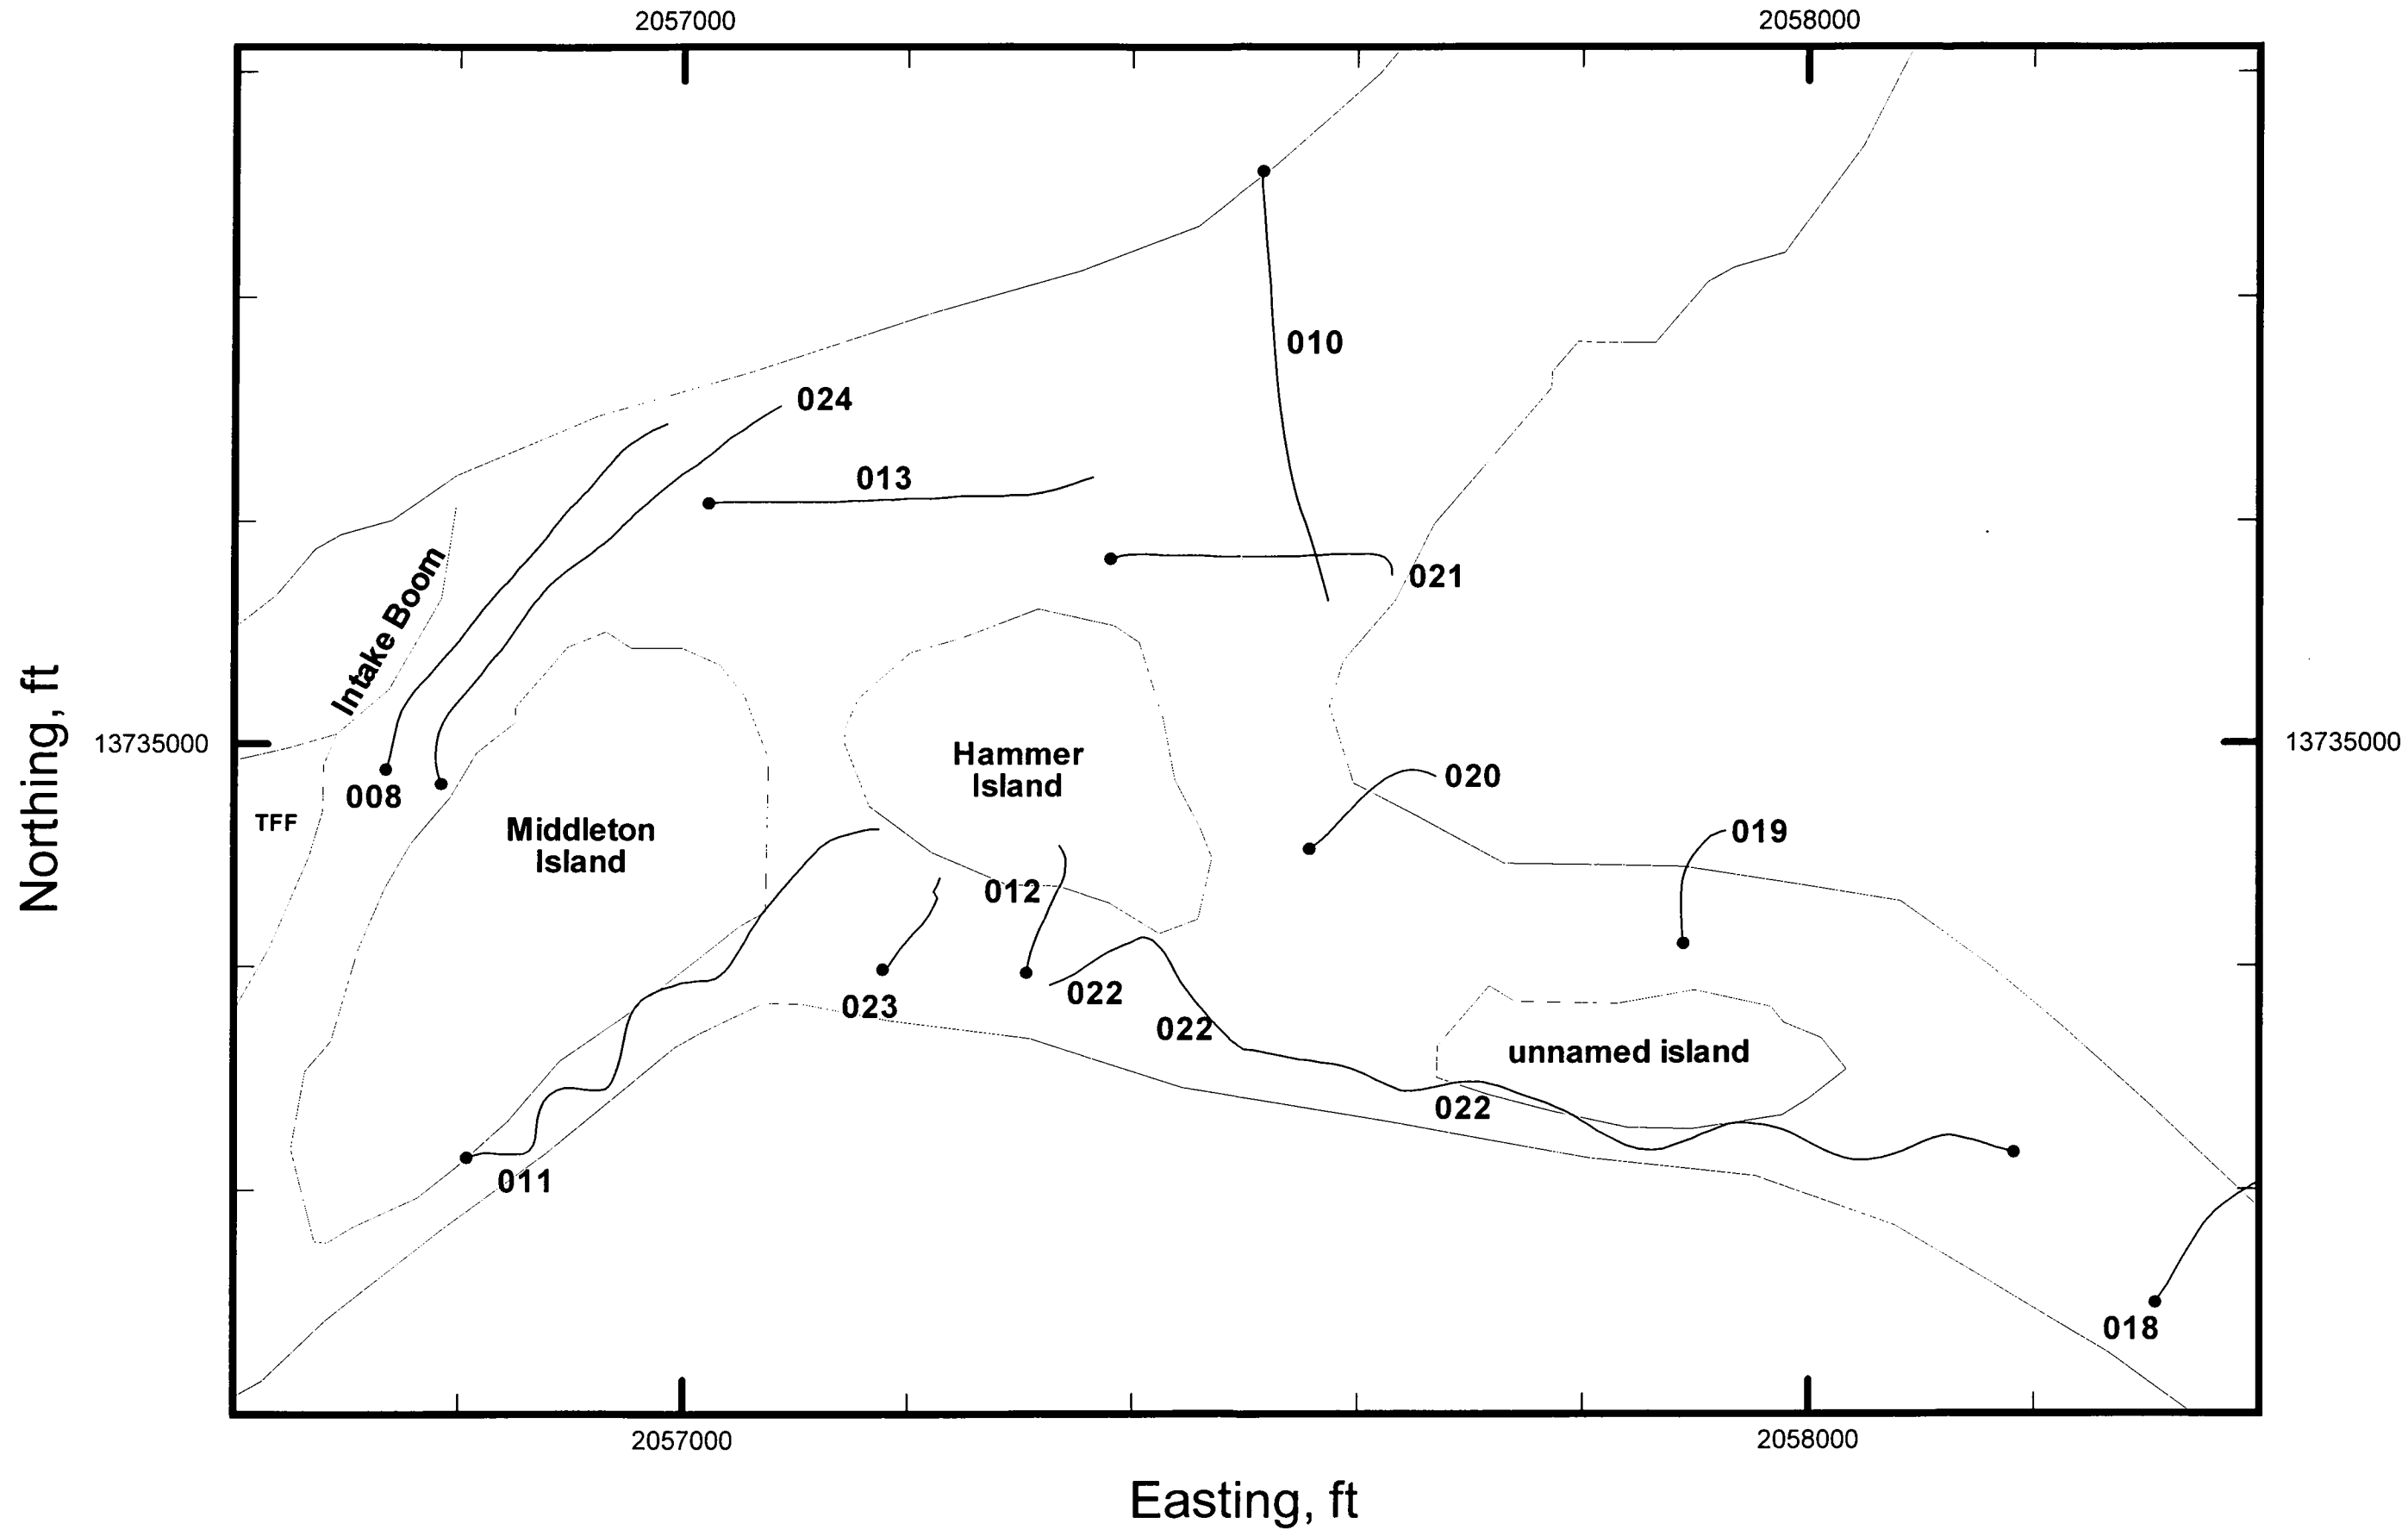 2057000
2058000
010
024
013
021
Intake Boom
Northing, ft
13735000
13735000
Hammer
Island
020
008
TFF
Middleton
Island
019
012
022
023
022
unnamed island
022
011
018
2057000
2058000
Easting, ft